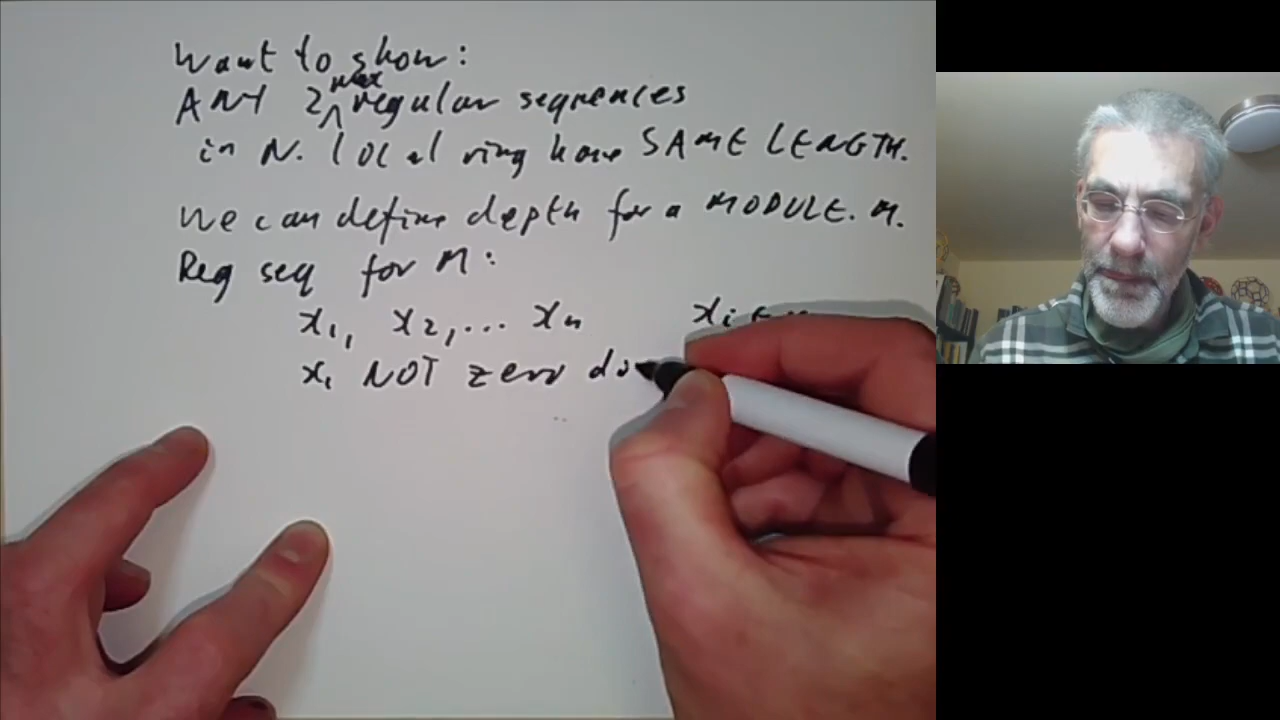 Want to show:
ANY 2 max regular sequences
in N. local ring have SAME LENGTH.
We can define depth for a MODULE. M.
Reg seq for M:
x₁, x₂, ... xₙ xᵢ ∈
x₁ NOT zero